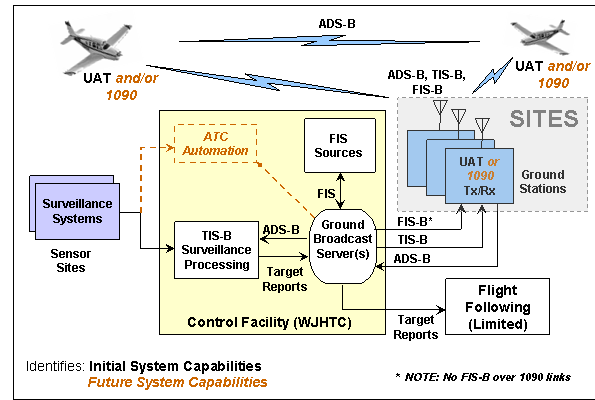 ADS-B
UAT and/or
1090
UAT and/or
1090
ADS-B, TIS-B,
FIS-B
SITES
UAT or
1090
Tx/Rx
Ground
Stations
ATC
Automation
FIS
Sources
FIS
Surveillance
Systems
Sensor
Sites
TIS-B
Surveillance
Processing
ADS-B
Target
Reports
Ground
Broadcast
Server(s)
FIS-B*
TIS-B
ADS-B
Target
Reports
Flight
Following
(Limited)
Control Facility (WJHTC)
Identifies: Initial System Capabilities
Future System Capabilities
* NOTE: No FIS-B over 1090 links